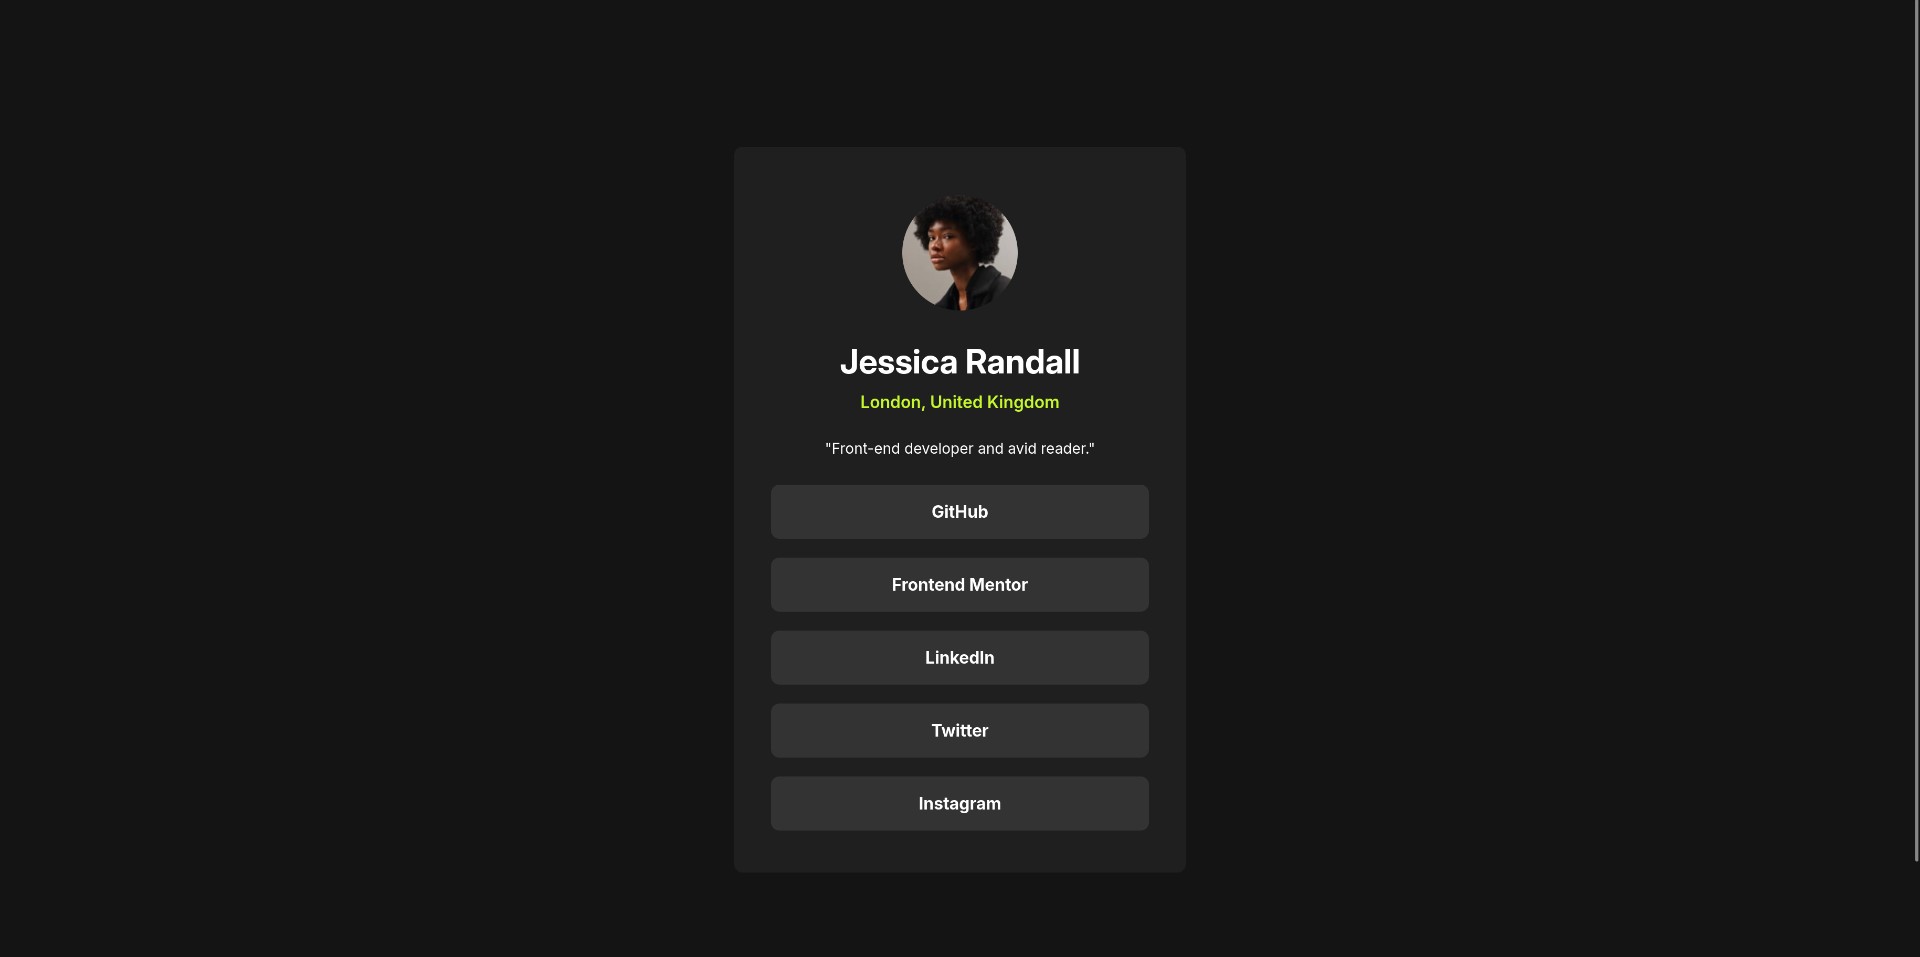 Jessica Randall
London, United Kingdom
"Front-end developer and avid reader."
GitHub
Frontend Mentor
LinkedIn
Twitter
Instagram